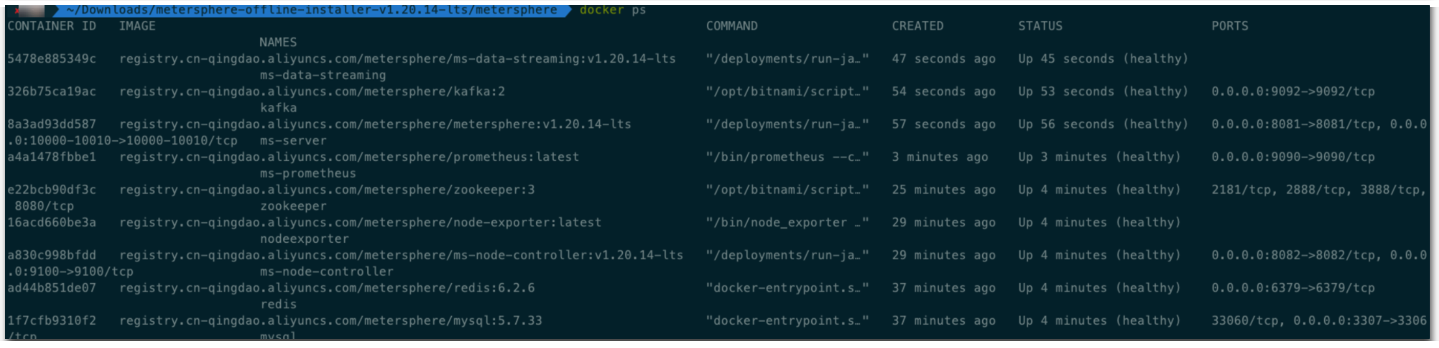 ~/Downloads/metersphere-offline-installer-v1.20.14-lts/metersphere docker ps
CONTAINER ID IMAGE COMMAND CREATED STATUS PORTS
NAMES
5478e885349c registry.cn-qingdao.aliyuncs.com/metersphere/ms-data-streaming:v1.20.14-lts "/deployments/run-ja…" 47 seconds ago Up 45 seconds (healthy)
ms-data-streaming
326b75ca19ac registry.cn-qingdao.aliyuncs.com/metersphere/kafka:2 "/opt/bitnami/script…" 54 seconds ago Up 53 seconds (healthy) 0.0.0.0:9092->9092/tcp
kafka
8a3ad93dd587 registry.cn-qingdao.aliyuncs.com/metersphere/metersphere:v1.20.14-lts "/deployments/run-ja…" 57 seconds ago Up 56 seconds (healthy) 0.0.0.0:8081->8081/tcp, 0.0.0
.0:10000-10010->10000-10010/tcp ms-server
a4a1478fbbe1 registry.cn-qingdao.aliyuncs.com/metersphere/prometheus:latest "/bin/prometheus --c…" 3 minutes ago Up 3 minutes (healthy) 0.0.0.0:9090->9090/tcp
ms-prometheus
e22bcb90df3c registry.cn-qingdao.aliyuncs.com/metersphere/zookeeper:3 "/opt/bitnami/script…" 25 minutes ago Up 4 minutes (healthy) 2181/tcp, 2888/tcp, 3888/tcp,
8080/tcp zookeeper
16acd660be3a registry.cn-qingdao.aliyuncs.com/metersphere/node-exporter:latest "/bin/node_exporter …" 29 minutes ago Up 4 minutes (healthy)
nodeexporter
a830c998bfdd registry.cn-qingdao.aliyuncs.com/metersphere/ms-node-controller:v1.20.14-lts "/deployments/run-ja…" 29 minutes ago Up 4 minutes (healthy) 0.0.0.0:8082->8082/tcp, 0.0.0
.0:9100->9100/tcp ms-node-controller
ad44b851de07 registry.cn-qingdao.aliyuncs.com/metersphere/redis:6.2.6 "docker-entrypoint.s…" 37 minutes ago Up 4 minutes (healthy) 0.0.0.0:6379->6379/tcp
redis
1f7cfb9310f2 registry.cn-qingdao.aliyuncs.com/metersphere/mysql:5.7.33 "docker-entrypoint.s…" 37 minutes ago Up 4 minutes (healthy) 33060/tcp, 0.0.0.0:3307->3306
/tcp mysql